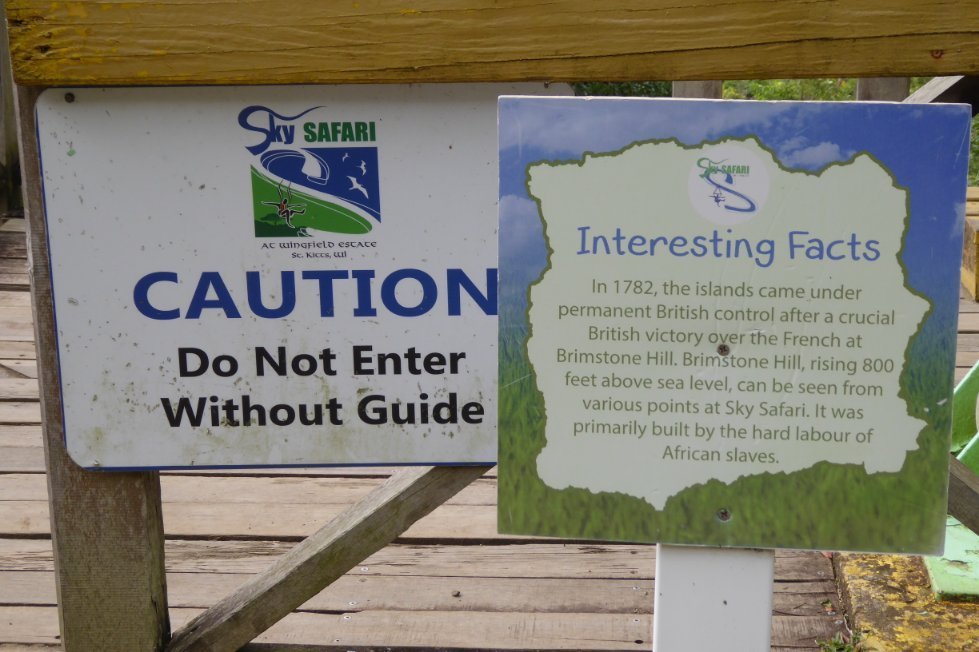 Sky SAFARI
AT WINGFIELD ESTATE
ST. KITTS, WI
CAUTION
Do Not Enter
Without Guide
Sky SAFARI
Interesting Facts
In 1782, the islands came under
permanent British control after a crucial
British victory over the French at
Brimstone Hill. Brimstone Hill, rising 800
feet above sea level, can be seen from
various points at Sky Safari. It was
primarily built by the hard labour of
African slaves.